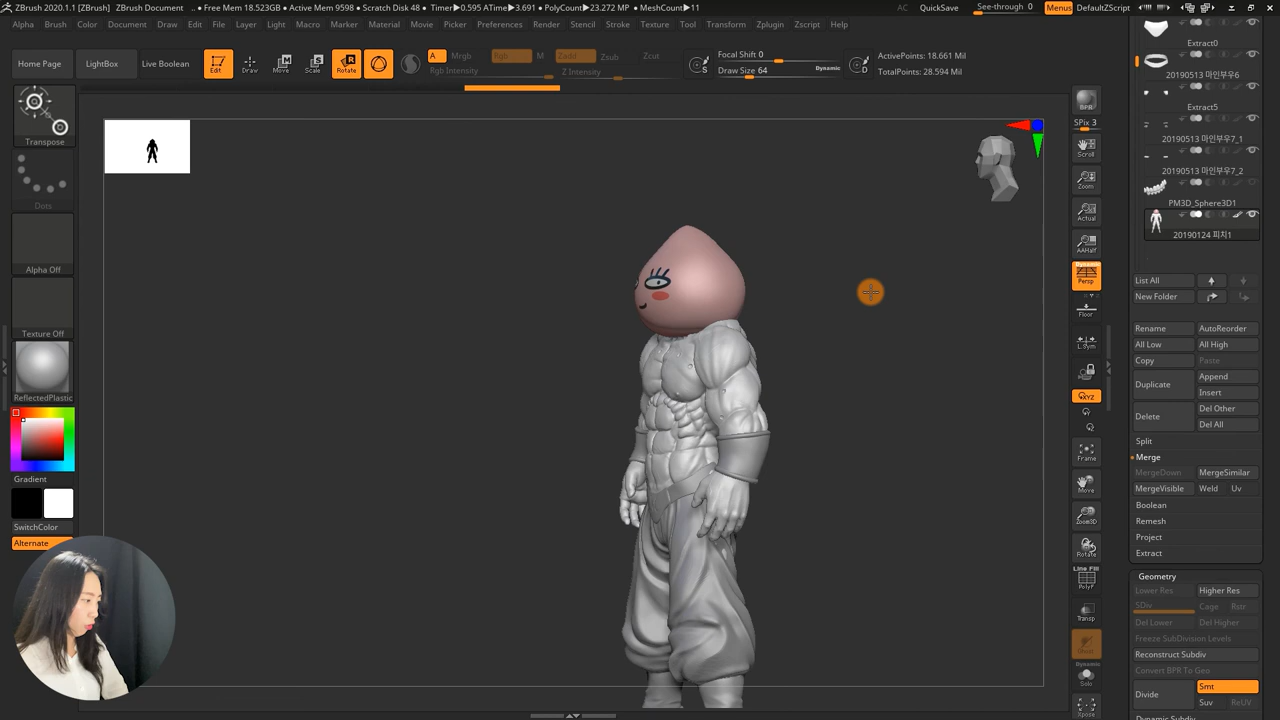 ZBrush 2020.1.1 [ZBrush] ZBrush Document .. • Free Mem 18.523GB • Active Mem 9598 • Scratch Disk 48 • Timer▶0.595 ATime▶3.691 • PolyCount▶23.272 MP • MeshCount▶11
AC QuickSave See-through 0 Menus DefaultZScript
Alpha Brush Color Document Draw Edit File Layer Light Macro Marker Material Movie Picker Preferences Render Stencil Stroke Texture Tool Transform Zplugin Zscript
Home Page LightBox Live Boolean Edit Draw Move Scale Rotate
A Mrgb Rgb M Zadd Zsub Zcut
Rgb Intensity Z Intensity
Focal Shift 0
Draw Size 64 Dynamic
S D
ActivePoints: 18.661 Mil
TotalPoints: 28.594 Mil
Transpose
Dots
Alpha Off
Texture Off
ReflectedPlastic
Gradient
SwitchColor
Alternate
BPR
SPix 3
Scroll
Zoom
Actual
AAHalf
Dynamic
Persp
Floor
L.Sym
XYZ
Frame
Move
Zoom3D
Rotate
Line Fill
PolyF
Transp
Ghost
Dynamic
Solo
Xpose
Extract0
20190513 마인부우6
Extract5
20190513 마인부우7_1
20190513 마인부우7_2
PM3D_Sphere3D1
20190124 피치1
List All
New Folder
Rename AutoReorder
All Low All High
Copy Paste
Duplicate Append
Insert
Delete Del Other
Del All
Split
Merge
MergeDown MergeSimilar
MergeVisible Weld Uv
Boolean
Remesh
Project
Extract
Geometry
Lower Res Higher Res
SDiv Cage Rstr
Del Lower Del Higher
Freeze SubDivision Levels
Reconstruct Subdiv
Convert BPR To Geo
Divide Smt
Suv ReUV
Dynamic Subdiv